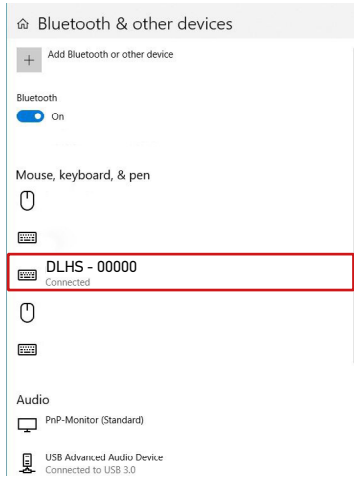 Bluetooth & other devices
Add Bluetooth or other device
Bluetooth
On
Mouse, keyboard, & pen
DLHS - 00000
Connected
Audio
PnP-Monitor (Standard)
USB Advanced Audio Device
Connected to USB 3.0